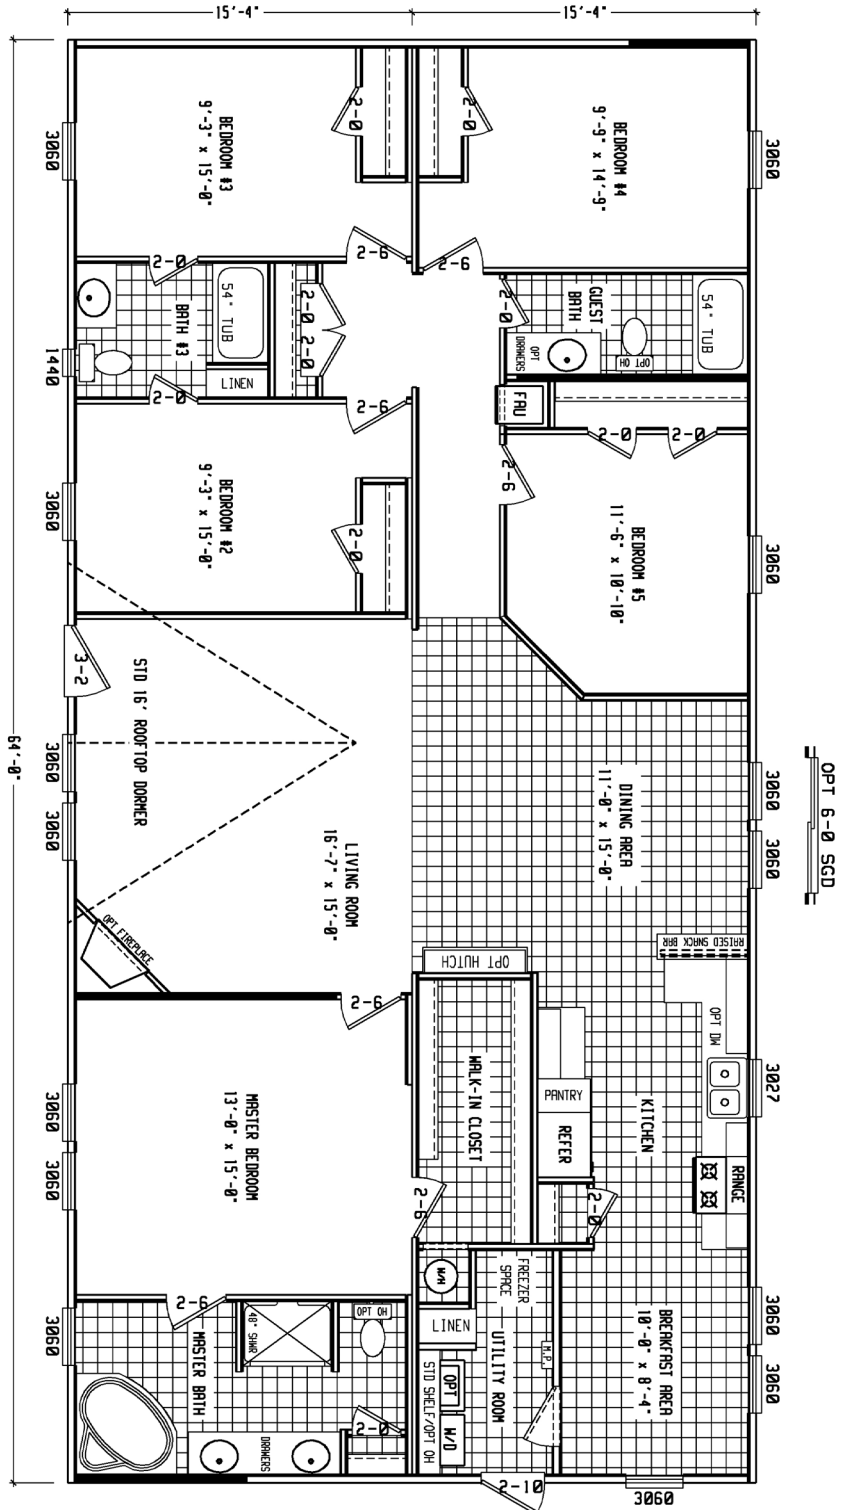 15'-4"
15'-4"
64'-0"
BEDROOM #3
9'-3" x 15'-0"
BEDROOM #4
9'-9" x 14'-9"
2-0
2-0
3060
3060
2-6
2-6
2-0
54" TUB
BATH #3
LINEN
1440
2-0
2-0
2-0
2-6
2-0
GUEST
BATH
OPT
DRAWERS
OPT OH
54" TUB
FAU
2-0
2-0
2-6
BEDROOM #2
9'-3" x 15'-0"
2-0
3060
BEDROOM #5
11'-6" x 10'-10"
3060
3-2
STD 16' ROOFTOP DORMER
3060
3060
LIVING ROOM
16'-7" x 15'-0"
OPT FIREPLACE
DINING AREA
11'-0" x 15'-0"
3060
3060
OPT 6-0 SGD
RAISED SNACK BAR
OPT HUTCH
2-6
MASTER BEDROOM
13'-0" x 15'-0"
3060
3060
WALK-IN CLOSET
2-6
OPT DW
3027
KITCHEN
PANTRY
REFER
RANGE
2-0
W/H
FREEZER
SPACE
LINEN
UTILITY ROOM
M.P.
STD SHELF/OPT OH
OPT
W/D
BREAKFAST AREA
10'-0" x 8'-4"
3060
3060
3060
2-10
2-6
48" SHWR
OPT OH
MASTER BATH
DRAWERS
2-0
3060